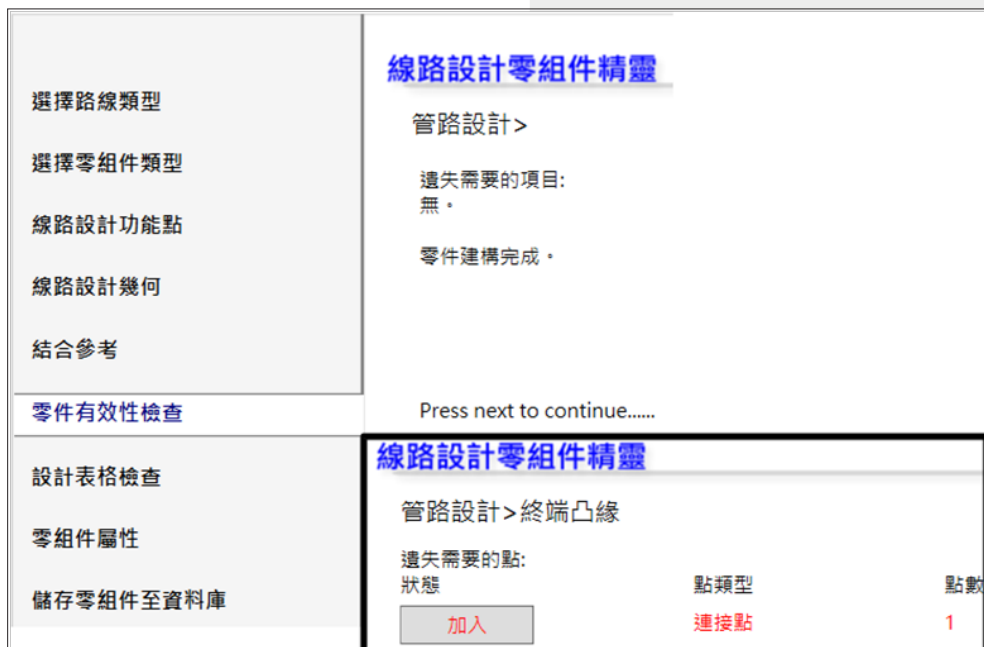 選擇路線類型
選擇零組件類型
線路設計功能點
線路設計幾何
結合參考
零件有效性檢查
設計表格檢查
零組件屬性
儲存零組件至資料庫
線路設計零組件精靈
管路設計>
遺失需要的項目:
無。
零件建構完成。
Press next to continue......
線路設計零組件精靈
管路設計>終端凸緣
遺失需要的點:
狀態 點類型 點數
加入 連接點 1